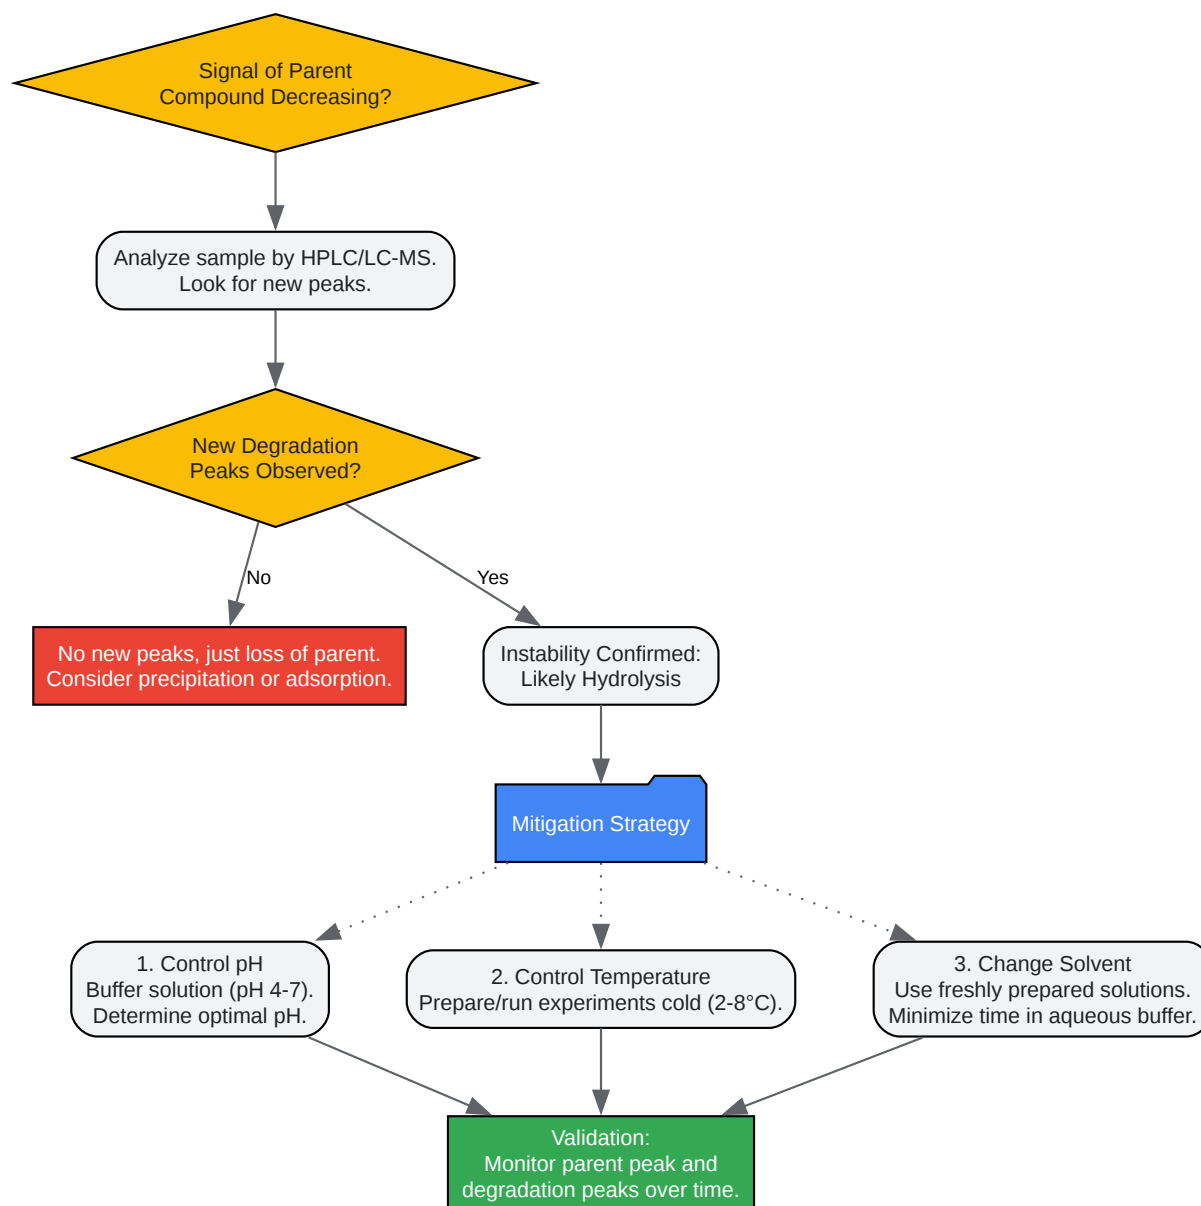 Signal of Parent
Compound Decreasing?
Analyze sample by HPLC/LC-MS.
Look for new peaks.
New Degradation
Peaks Observed?
No
Yes
No new peaks, just loss of parent.
Consider precipitation or adsorption.
Instability Confirmed:
Likely Hydrolysis
Mitigation Strategy
1. Control pH
Buffer solution (pH 4-7).
Determine optimal pH.
2. Control Temperature
Prepare/run experiments cold (2-8°C).
3. Change Solvent
Use freshly prepared solutions.
Minimize time in aqueous buffer.
Validation:
Monitor parent peak and
degradation peaks over time.